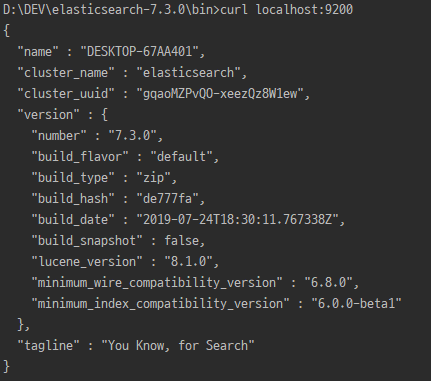 D:\DEV\elasticsearch-7.3.0\bin>curl localhost:9200
{
  "name" : "DESKTOP-67AA401",
  "cluster_name" : "elasticsearch",
  "cluster_uuid" : "gqaoMZPvQO-xeezQz8W1ew",
  "version" : {
    "number" : "7.3.0",
    "build_flavor" : "default",
    "build_type" : "zip",
    "build_hash" : "de777fa",
    "build_date" : "2019-07-24T18:30:11.767338Z",
    "build_snapshot" : false,
    "lucene_version" : "8.1.0",
    "minimum_wire_compatibility_version" : "6.8.0",
    "minimum_index_compatibility_version" : "6.0.0-beta1"
  },
  "tagline" : "You Know, for Search"
}